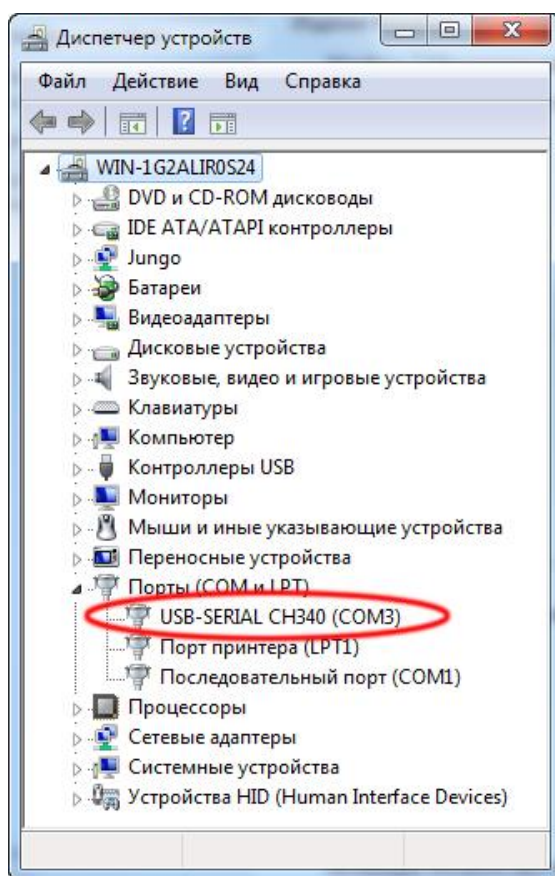 Диспетчер устройств
Файл Действие Вид Справка
WIN-1G2ALIR0S24
DVD и CD-ROM дисководы
IDE ATA/ATAPI контроллеры
Jungo
Батареи
Видеоадаптеры
Дисковые устройства
Звуковые, видео и игровые устройства
Клавиатуры
Компьютер
Контроллеры USB
Мониторы
Мыши и иные указывающие устройства
Переносные устройства
Порты (COM и LPT)
USB-SERIAL CH340 (COM3)
Порт принтера (LPT1)
Последовательный порт (COM1)
Процессоры
Сетевые адаптеры
Системные устройства
Устройства HID (Human Interface Devices)